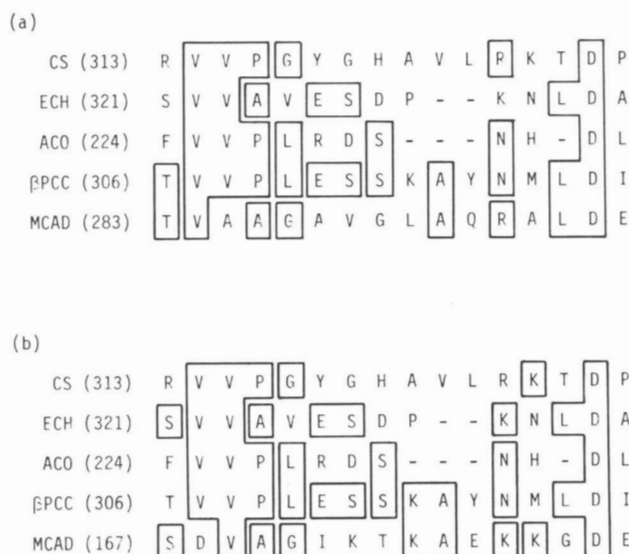 (a)
CS (313) R V V P G Y G H A V L R K T D P
ECH (321) S V V A V E S D P - - K N L D A
ACO (224) F V V P L R D S - - - N H - D L
βPCC (306) T V V P L E S S K A Y N M L D I
MCAD (283) T V A A G A V G L A Q R A L D E
(b)
CS (313) R V V P G Y G H A V L R K T D P
ECH (321) S V V A V E S D P - - K N L D A
ACO (224) F V V P L R D S - - - N H - D L
βPCC (306) T V V P L E S S K A Y N M L D I
MCAD (167) S D V A G I K T K A E K K G D E